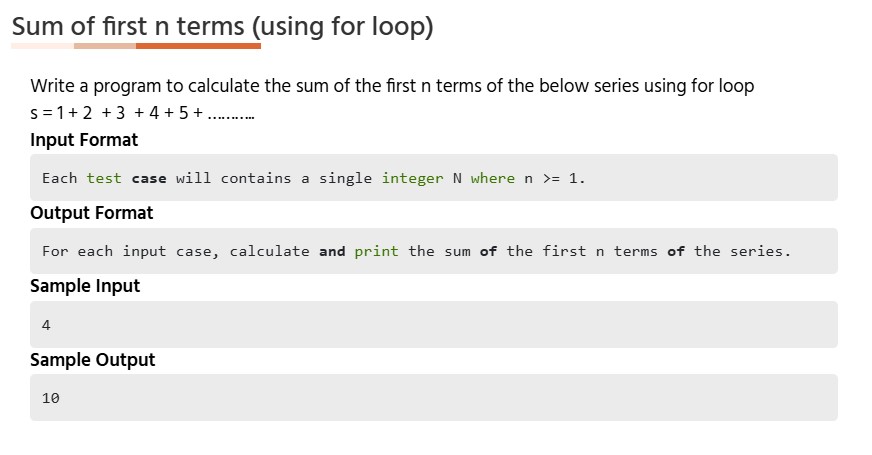 Sum of first n terms (using for loop)
Write a program to calculate the sum of the first n terms of the below series using for loop
s = 1 + 2 + 3 + 4 + 5 + ...........
Input Format
Each test case will contains a single integer N where n >= 1.
Output Format
For each input case, calculate and print the sum of the first n terms of the series.
Sample Input
4
Sample Output
10